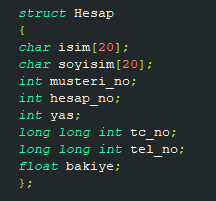 struct Hesap
{
char isim[20];
char soyisim[20];
int musteri_no;
int hesap_no;
int yas;
long long int tc_no;
long long int tel_no;
float bakiye;
};